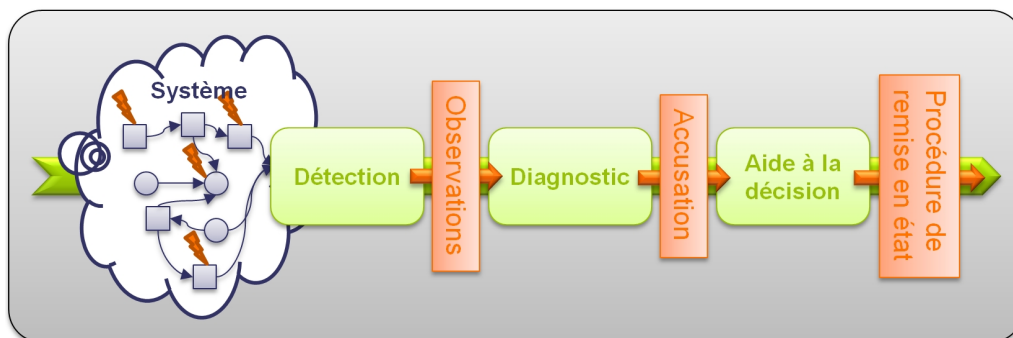 Système
Détection
Observations
Diagnostic
Accusation
Aide à la
décision
Procédure de
remise en état